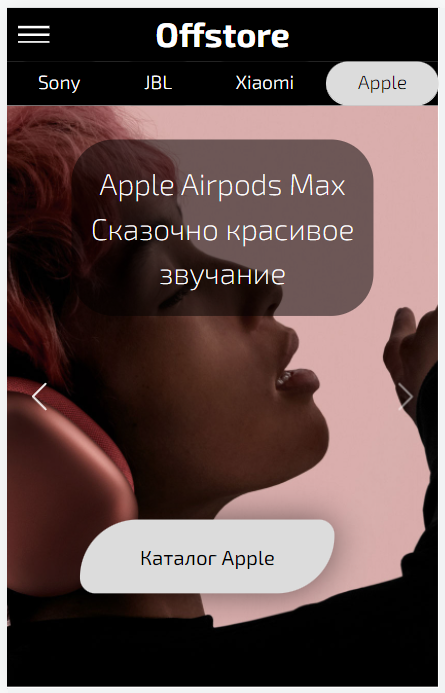 Offstore
Sony JBL Xiaomi Apple
Apple Airpods Max
Сказочно красивое
звучание
Каталог Apple